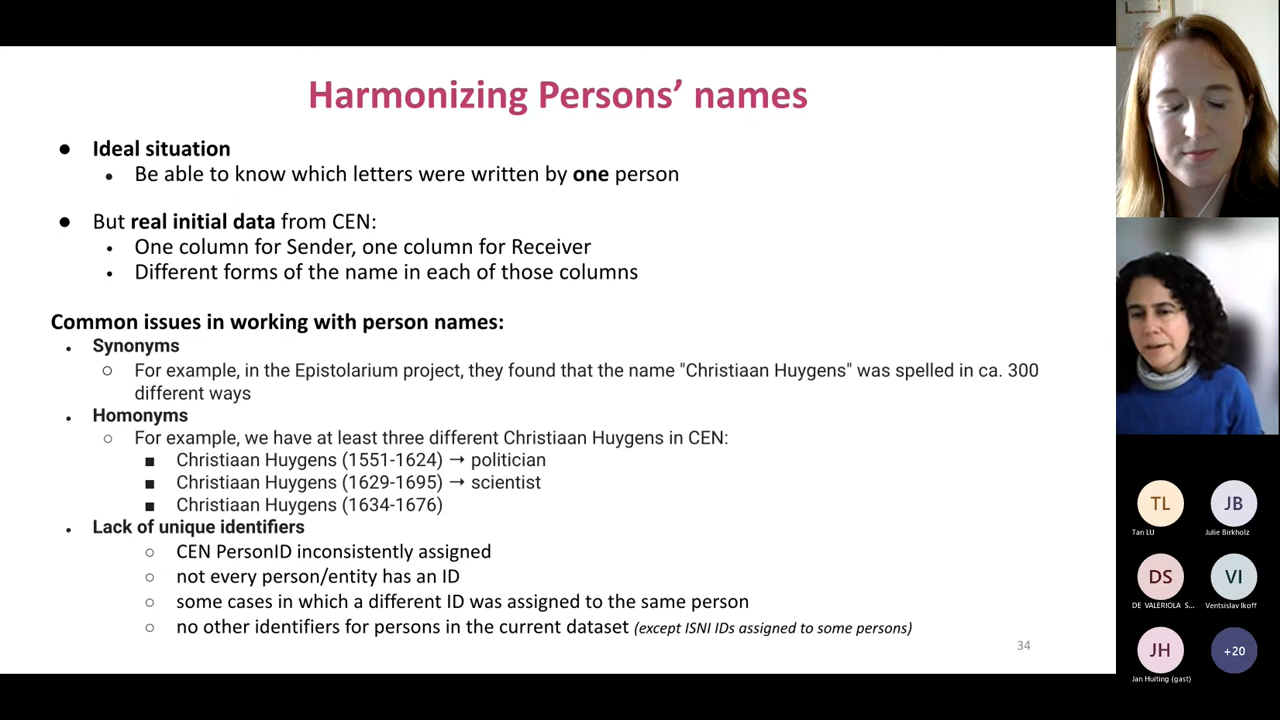 Harmonizing Persons' names
● Ideal situation
• Be able to know which letters were written by one person
● But real initial data from CEN:
• One column for Sender, one column for Receiver
• Different forms of the name in each of those columns
Common issues in working with person names:
• Synonyms
○ For example, in the Epistolarium project, they found that the name "Christiaan Huygens" was spelled in ca. 300
different ways
• Homonyms
○ For example, we have at least three different Christiaan Huygens in CEN:
■ Christiaan Huygens (1551-1624) → politician
■ Christiaan Huygens (1629-1695) → scientist
■ Christiaan Huygens (1634-1676)
• Lack of unique identifiers
○ CEN PersonID inconsistently assigned
○ not every person/entity has an ID
○ some cases in which a different ID was assigned to the same person
○ no other identifiers for persons in the current dataset (except ISNI IDs assigned to some persons)
34
TL JB
Tan LU Julie Birkholz
DS VI
DE VALERIOLA S... Ventsislav Ikoff
JH +20
Jan Huiting (gast)